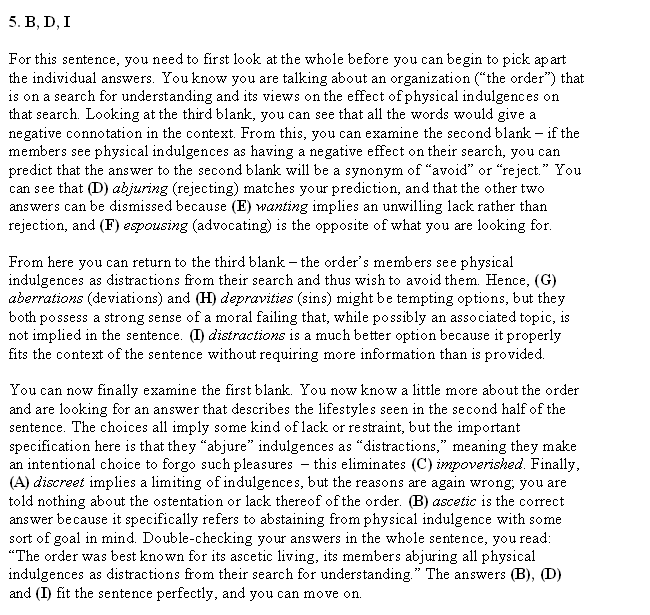 5. B, D, I
For this sentence, you need to first look at the whole before you can begin to pick apart
the individual answers. You know you are talking about an organization (“the order”) that
is on a search for understanding and its views on the effect of physical indulgences on
that search. Looking at the third blank, you can see that all the words would give a
negative connotation in the context. From this, you can examine the second blank – if the
members see physical indulgences as having a negative effect on their search, you can
predict that the answer to the second blank will be a synonym of “avoid” or “reject.” You
can see that (D) abjuring (rejecting) matches your prediction, and that the other two
answers can be dismissed because (E) wanting implies an unwilling lack rather than
rejection, and (F) espousing (advocating) is the opposite of what you are looking for.
From here you can return to the third blank – the order’s members see physical
indulgences as distractions from their search and thus wish to avoid them. Hence, (G)
aberrations (deviations) and (H) depravities (sins) might be tempting options, but they
both possess a strong sense of a moral failing that, while possibly an associated topic, is
not implied in the sentence. (I) distractions is a much better option because it properly
fits the context of the sentence without requiring more information than is provided.
You can now finally examine the first blank. You now know a little more about the order
and are looking for an answer that describes the lifestyles seen in the second half of the
sentence. The choices all imply some kind of lack or restraint, but the important
specification here is that they “abjure” indulgences as “distractions,” meaning they make
an intentional choice to forgo such pleasures – this eliminates (C) impoverished. Finally,
(A) discreet implies a limiting of indulgences, but the reasons are again wrong; you are
told nothing about the ostentation or lack thereof of the order. (B) ascetic is the correct
answer because it specifically refers to abstaining from physical indulgence with some
sort of goal in mind. Double-checking your answers in the whole sentence, you read:
“The order was best known for its ascetic living, its members abjuring all physical
indulgences as distractions from their search for understanding.” The answers (B), (D)
and (I) fit the sentence perfectly, and you can move on.